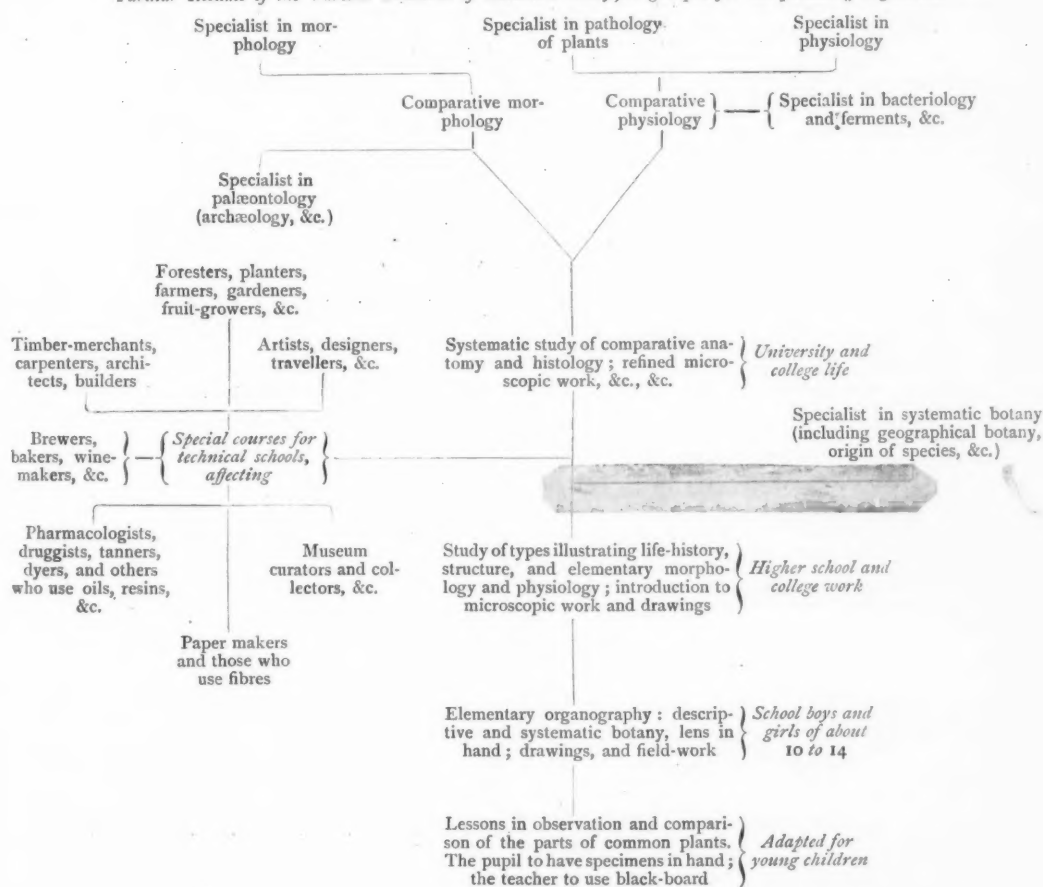 Specialist in mor-
phology
Specialist in pathology
of plants
Specialist in
physiology
Comparative mor-
phology
Comparative
physiology
Specialist in bacteriology
and ferments, &c.
Specialist in
palæontology
(archæology, &c.)
Foresters, planters,
farmers, gardeners,
fruit-growers, &c.
Timber-merchants,
carpenters, archi-
tects, builders
Artists, designers,
travellers, &c.
Systematic study of comparative ana-
tomy and histology ; refined micro-
scopic work, &c., &c.
University and
college life
Specialist in systematic botany
(including geographical botany,
origin of species, &c.)
Brewers,
bakers, wine-
makers, &c.
Special courses for
technical schools,
affecting
Pharmacologists,
druggists, tanners,
dyers, and others
who use oils, resins,
&c.
Museum
curators and col-
lectors, &c.
Study of types illustrating life-history,
structure, and elementary morpho-
logy and physiology ; introduction to
microscopic work and drawings
Higher school and
college work
Paper makers
and those who
use fibres
Elementary organography : descrip-
tive and systematic botany, lens in
hand ; drawings, and field-work
School boys and
girls of about
10 to 14
Lessons in observation and compari-
son of the parts of common plants.
The pupil to have specimens in hand ;
the teacher to use black-board
Adapted for
young children